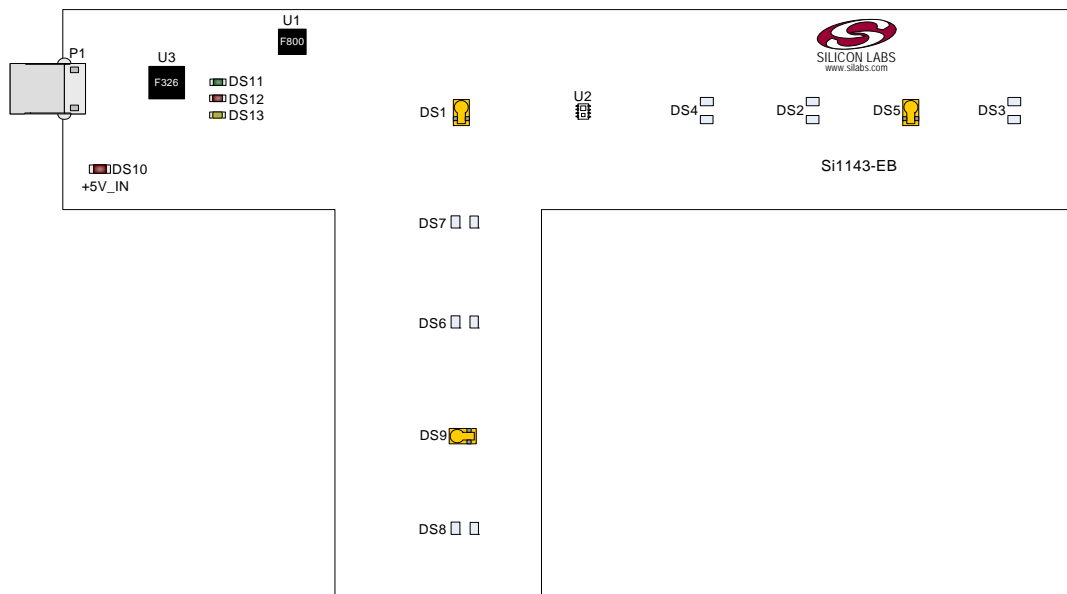 U1
F800
P1
U3
F326
DS11
DS12
DS13
DS10
+5V_IN
DS1
U2
DS4
DS2
DS5
DS3
SILICON LABS
www.silabs.com
Si1143-EB
DS7
DS6
DS9
DS8